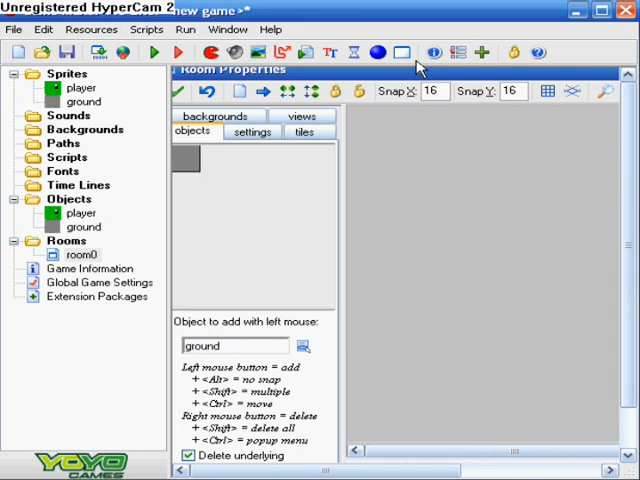 Unregistered HyperCam 2
new game>*
File Edit Resources Scripts Run Window Help
Room Properties
Snap X: 16 Snap Y: 16
Sprites
player
ground
Sounds
Backgrounds
Paths
Scripts
Fonts
Time Lines
Objects
player
ground
Rooms
room0
Game Information
Global Game Settings
Extension Packages
YOYO
GAMES
backgrounds views
objects settings tiles
Object to add with left mouse:
ground
Left mouse button = add
+ <Alt> = no snap
+ <Shift> = multiple
+ <Ctrl> = move
Right mouse button = delete
+ <Shift> = delete all
+ <Ctrl> = popup menu
Delete underlying